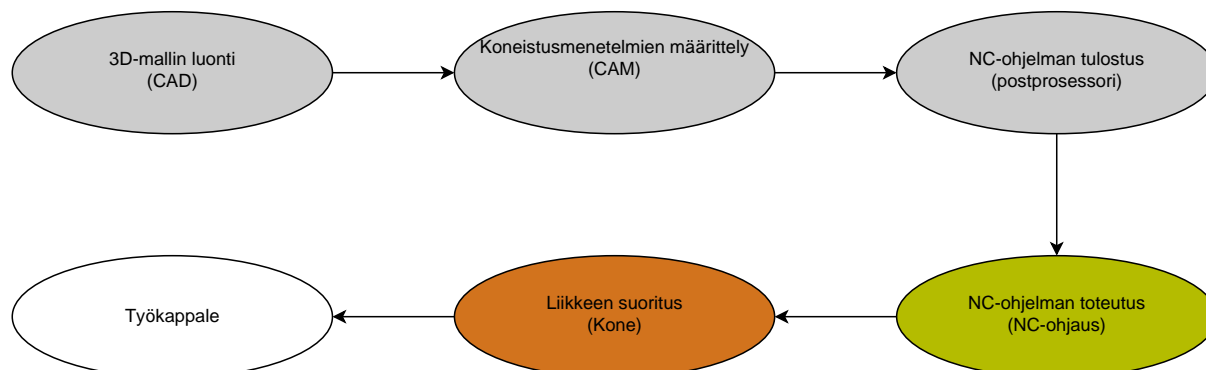 3D-mallin luonti
(CAD)
Koneistusmenetelmien määrittely
(CAM)
NC-ohjelman tulostus
(postprosessori)
NC-ohjelman toteutus
(NC-ohjaus)
Liikkeen suoritus
(Kone)
Työkappale